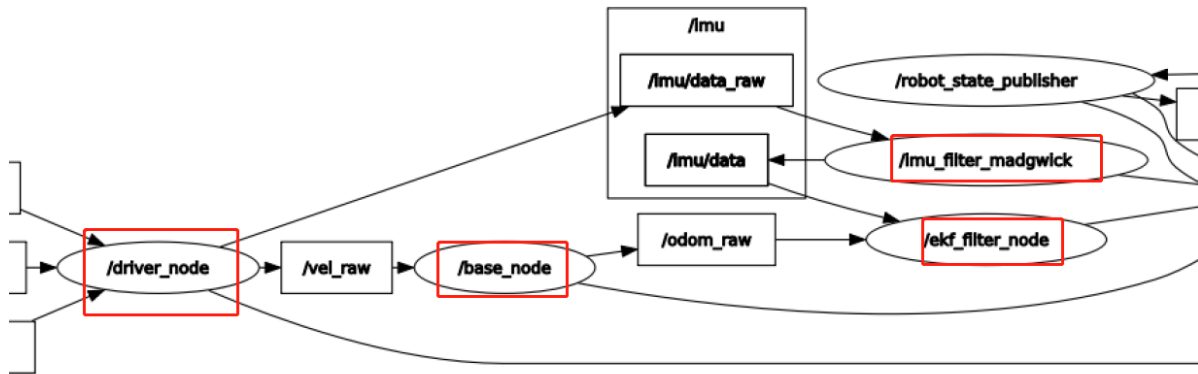 /imu
/imu/data_raw
/robot_state_publisher
/imu/data
/imu_filter_madgwick
/odom_raw
/ekf_filter_node
/driver_node
/vel_raw
/base_node